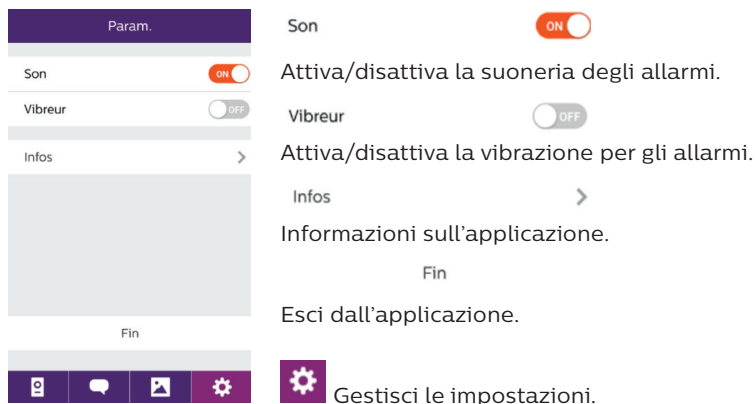 Param.
Son ON
Vibreur OFF
Infos
Fin
Son ON
Attiva/disattiva la suoneria degli allarmi.
Vibreur OFF
Attiva/disattiva la vibrazione per gli allarmi.
Infos
Informazioni sull'applicazione.
Fin
Esci dall'applicazione.
Gestisci le impostazioni.